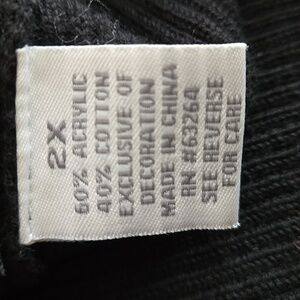 2X
60% ACRYLIC
40% COTTON
EXCLUSIVE OF
DECORATION
MADE IN CHINA
RN #63264
SEE REVERSE
FOR CARE